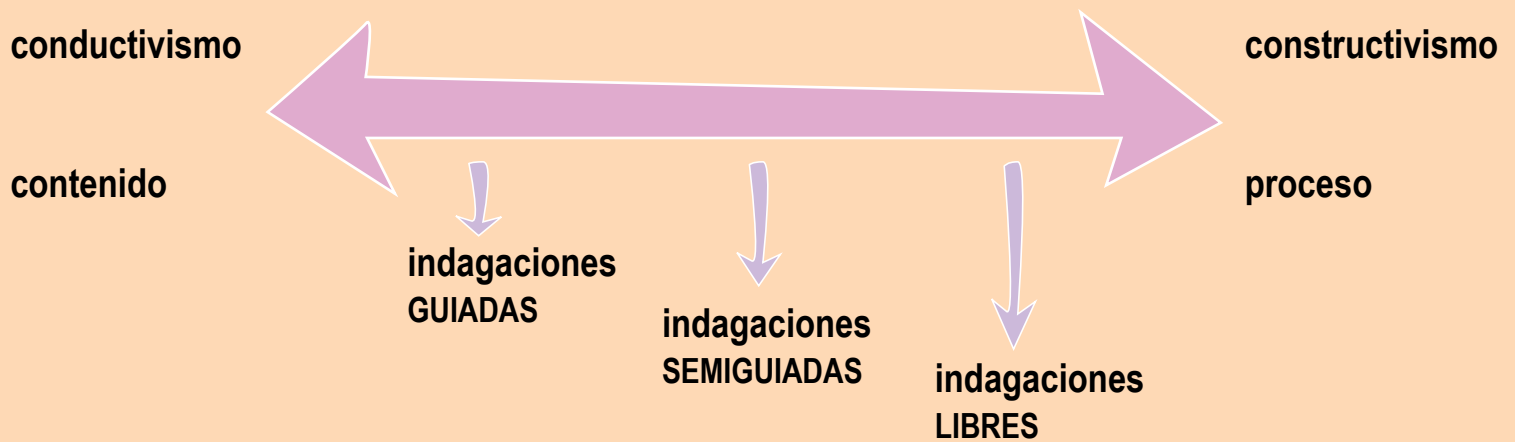 conductivismo
constructivismo
contenido
proceso
indagaciones
GUIADAS
indagaciones
SEMIGUIADAS
indagaciones
LIBRES